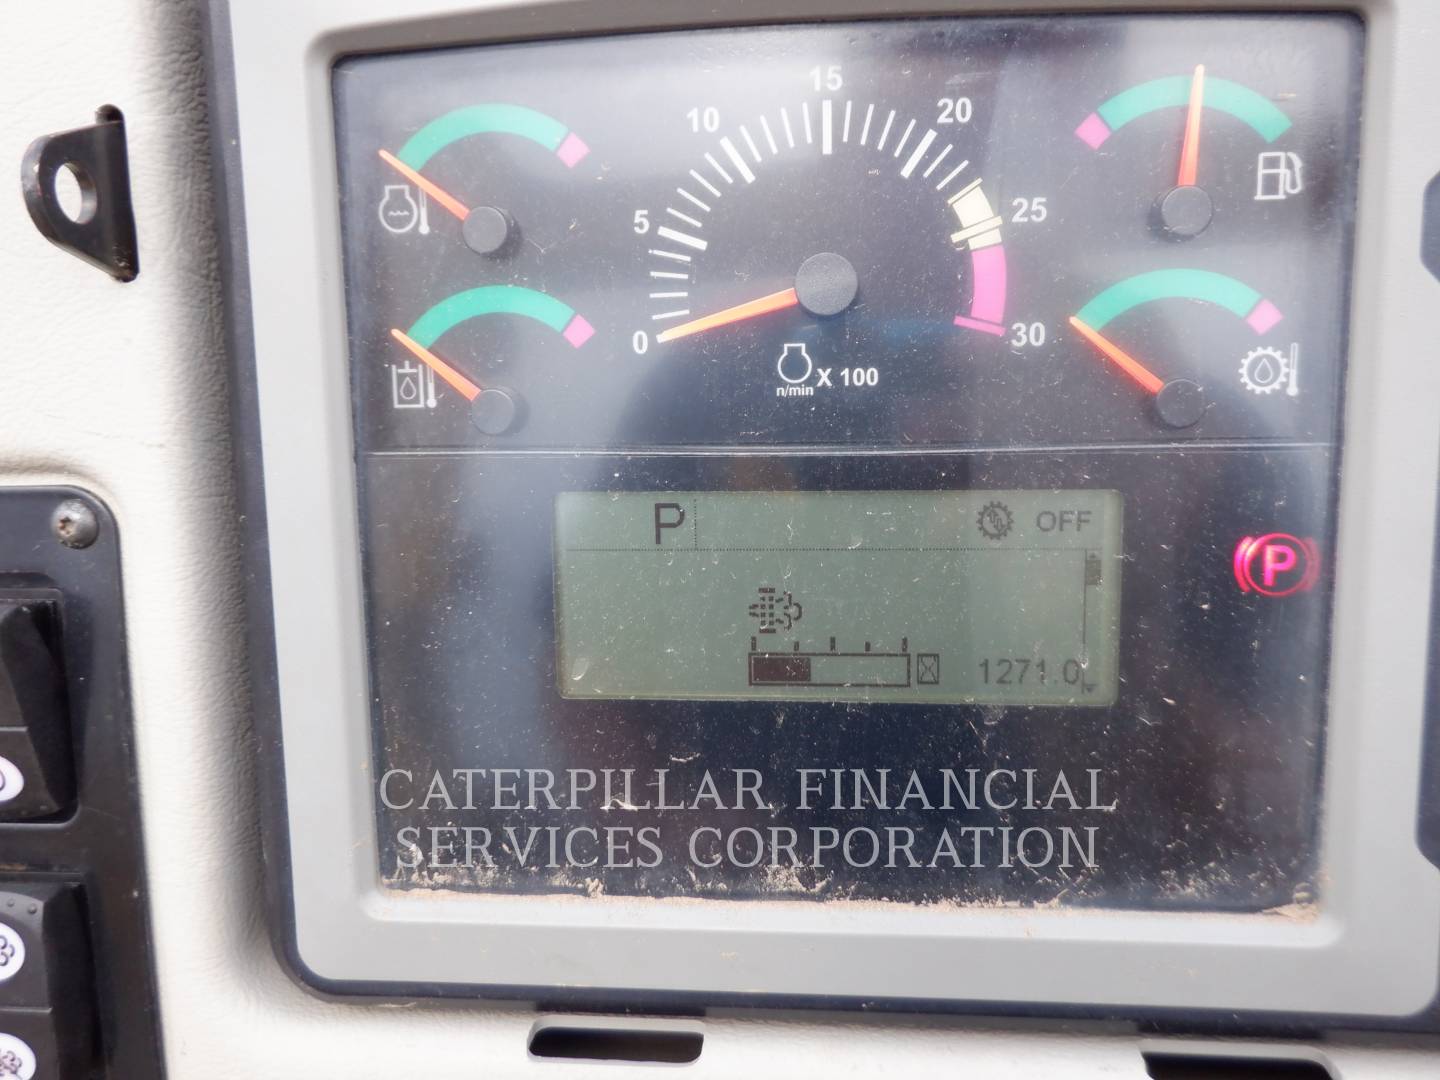 15
10
20
5
25
0
30
n/min X 100
P
OFF
P
1271.0
CATERPILLAR FINANCIAL
SERVICES CORPORATION